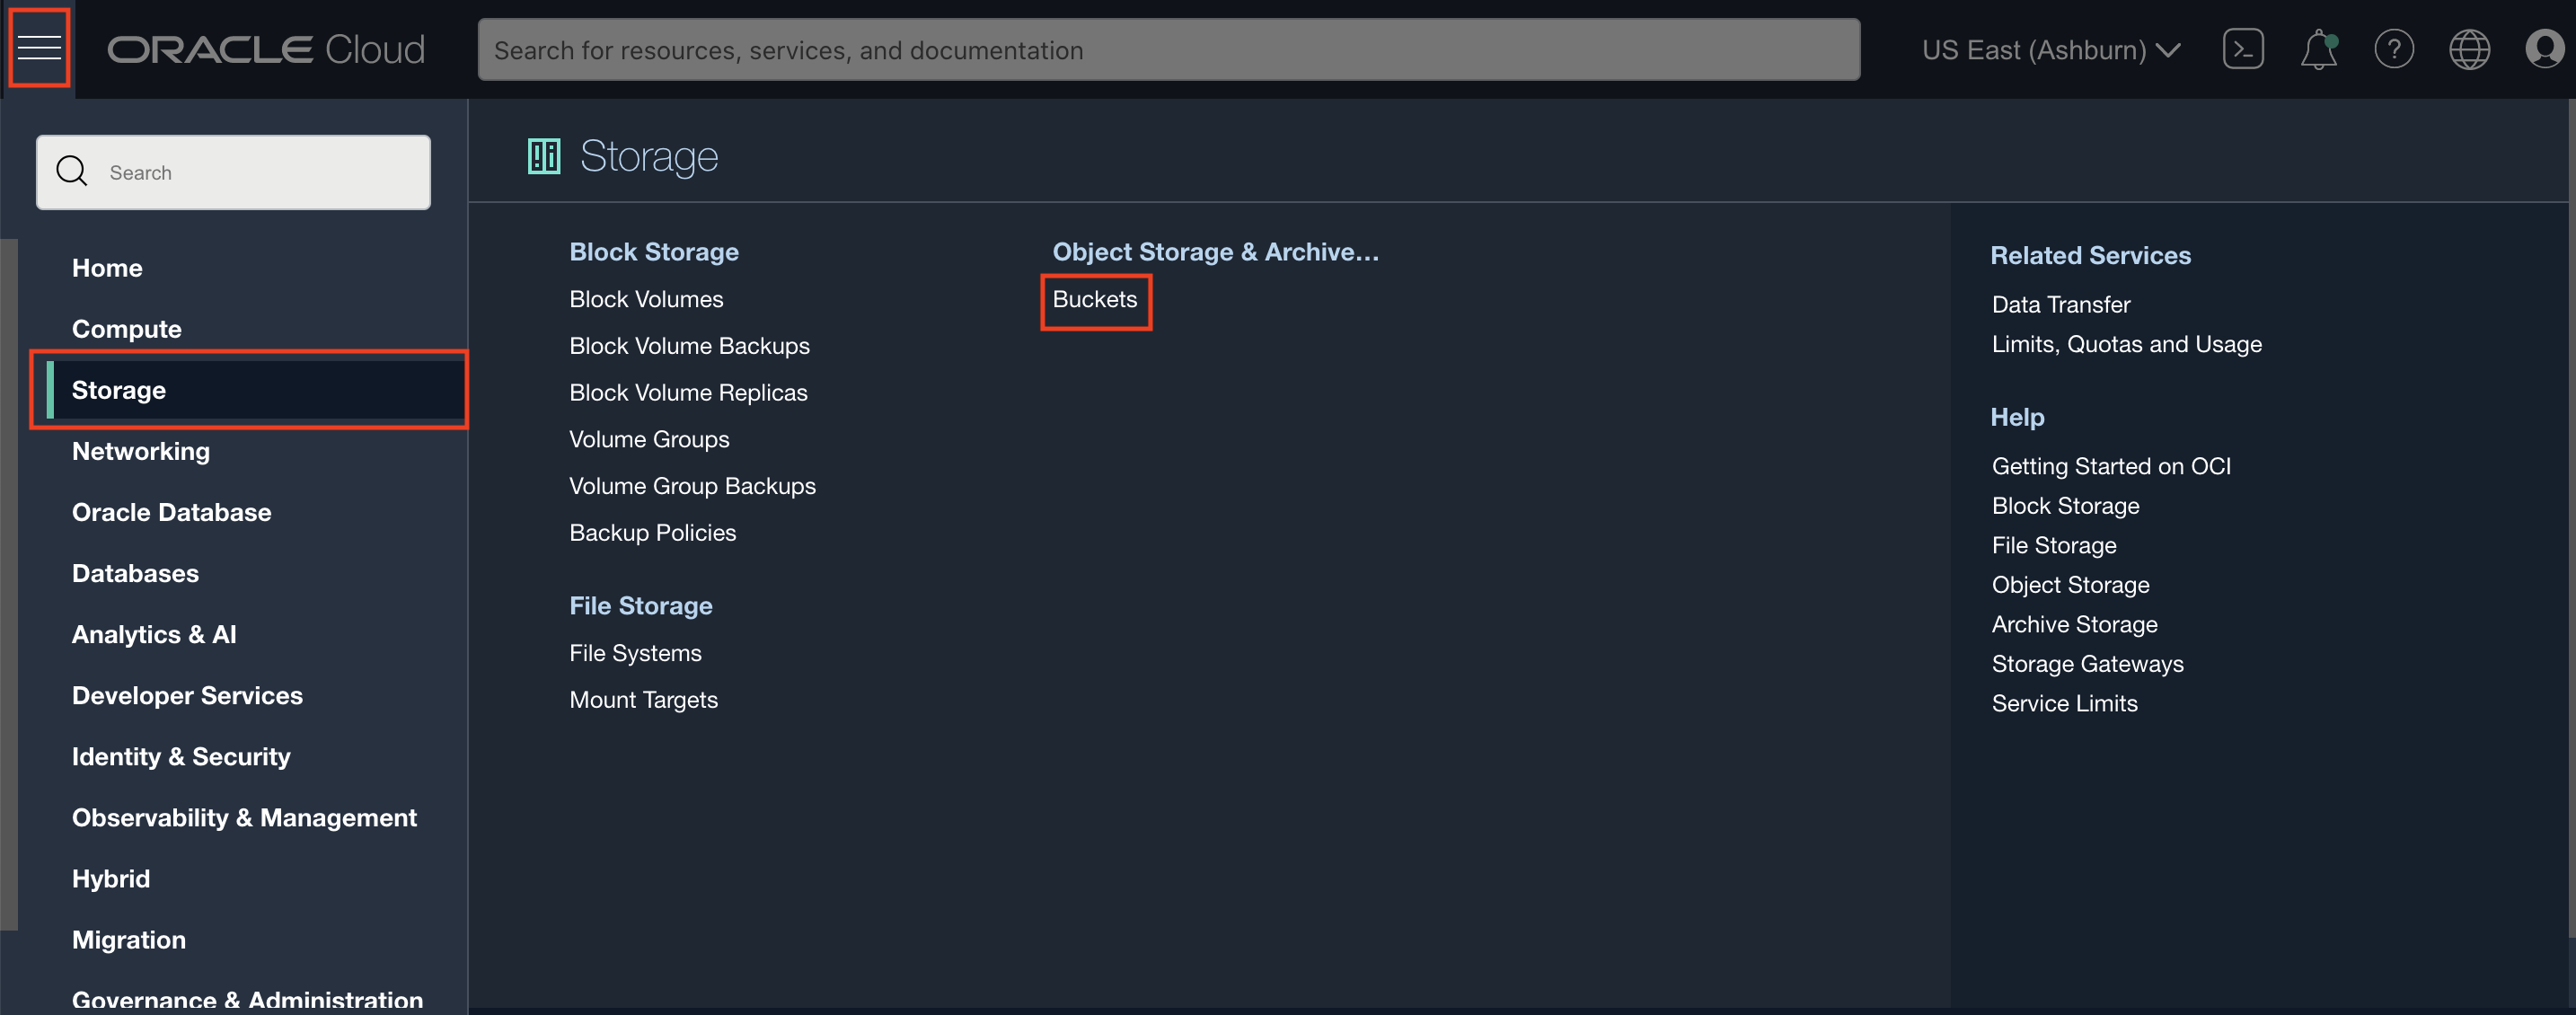 ORACLE Cloud
Search for resources, services, and documentation
US East (Ashburn)
Search
Home
Compute
Storage
Networking
Oracle Database
Databases
Analytics & AI
Developer Services
Identity & Security
Observability & Management
Hybrid
Migration
Governance & Administration
Storage
Block Storage
Block Volumes
Block Volume Backups
Block Volume Replicas
Volume Groups
Volume Group Backups
Backup Policies
File Storage
File Systems
Mount Targets
Object Storage & Archive...
Buckets
Related Services
Data Transfer
Limits, Quotas and Usage
Help
Getting Started on OCI
Block Storage
File Storage
Object Storage
Archive Storage
Storage Gateways
Service Limits